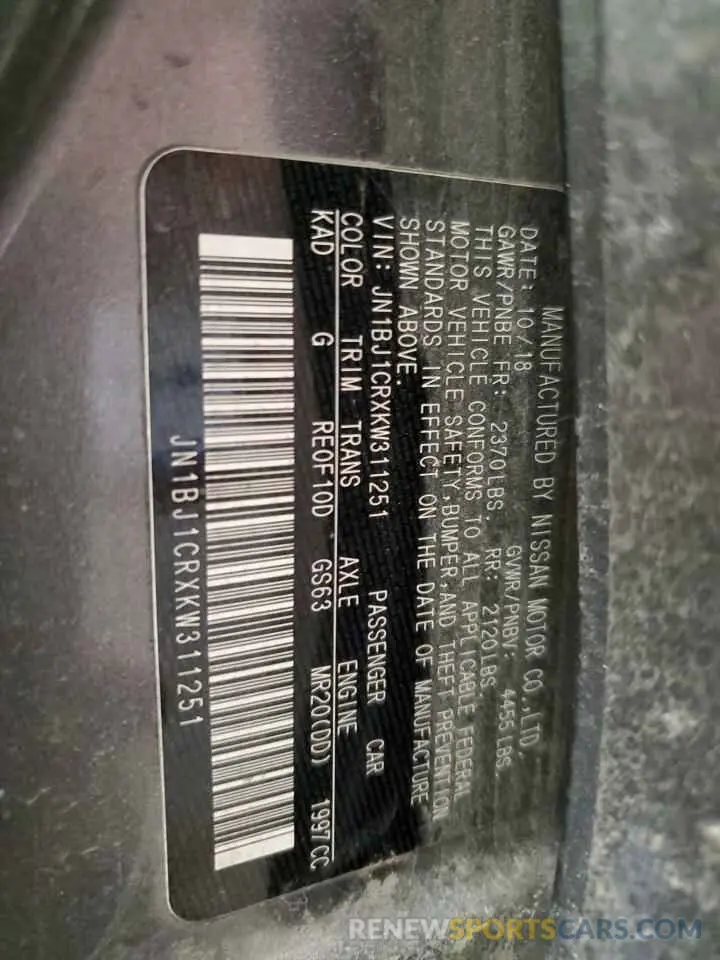 MANUFACTURED BY NISSAN MOTOR CO.,LTD.
DATE: 10/18 GVWR/PNBV: 4455LBS.
GAWR/PNBE FR: 2370LBS. RR: 2120LBS.
THIS VEHICLE CONFORMS TO ALL APPLICABLE FEDERAL
MOTOR VEHICLE SAFETY,BUMPER,AND THEFT PREVENTION
STANDARDS IN EFFECT ON THE DATE OF MANUFACTURE
SHOWN ABOVE.
VIN: JN1BJ1CRXKW311251 PASSENGER CAR
COLOR TRIM TRANS AXLE ENGINE
KAD G RE0F10D GS63 MR20(DD) 1997CC
JN1BJ1CRXKW311251
RENEWSPORTSCARS.COM